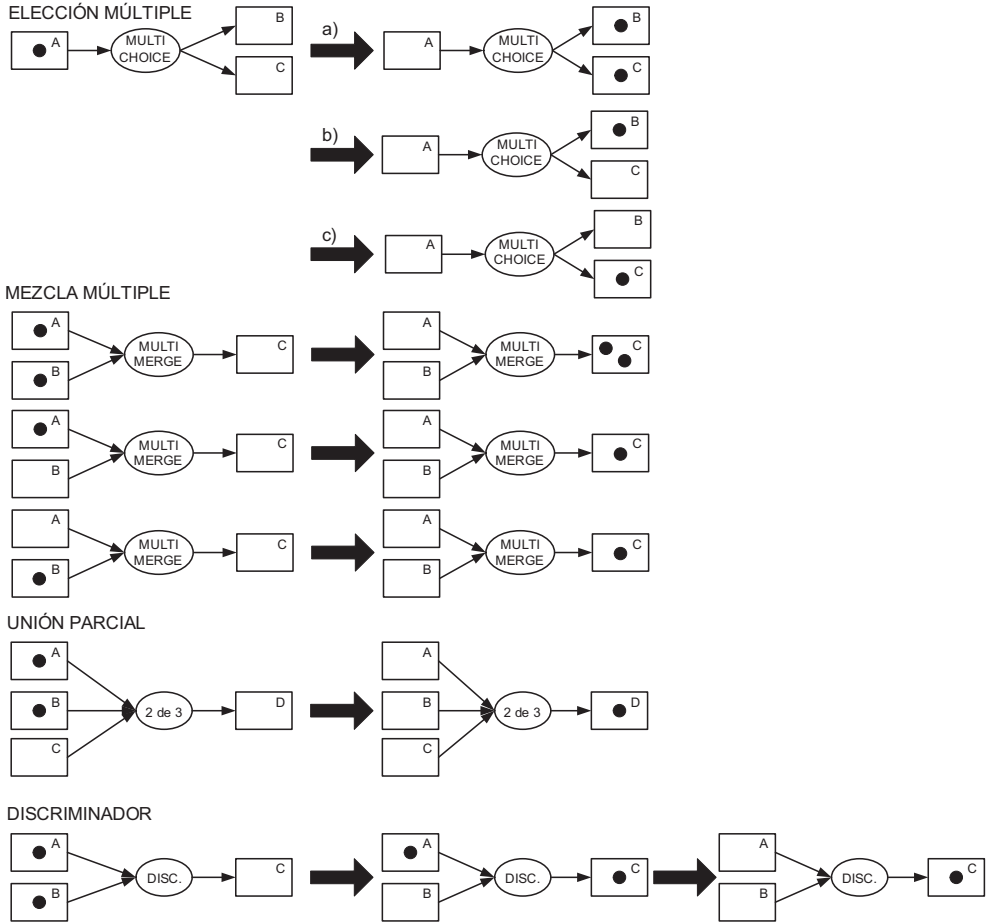 ELECCIÓN MÚLTIPLE
A MULTI CHOICE B C a) A MULTI CHOICE B C
b) A MULTI CHOICE B C
c) A MULTI CHOICE B C
MEZCLA MÚLTIPLE
A B MULTI MERGE C A B MULTI MERGE C
A B MULTI MERGE C A B MULTI MERGE C
A B MULTI MERGE C A B MULTI MERGE C
UNIÓN PARCIAL
A B C 2 de 3 D A B C 2 de 3 D
DISCRIMINADOR
A B DISC. C A B DISC. C A B DISC. C